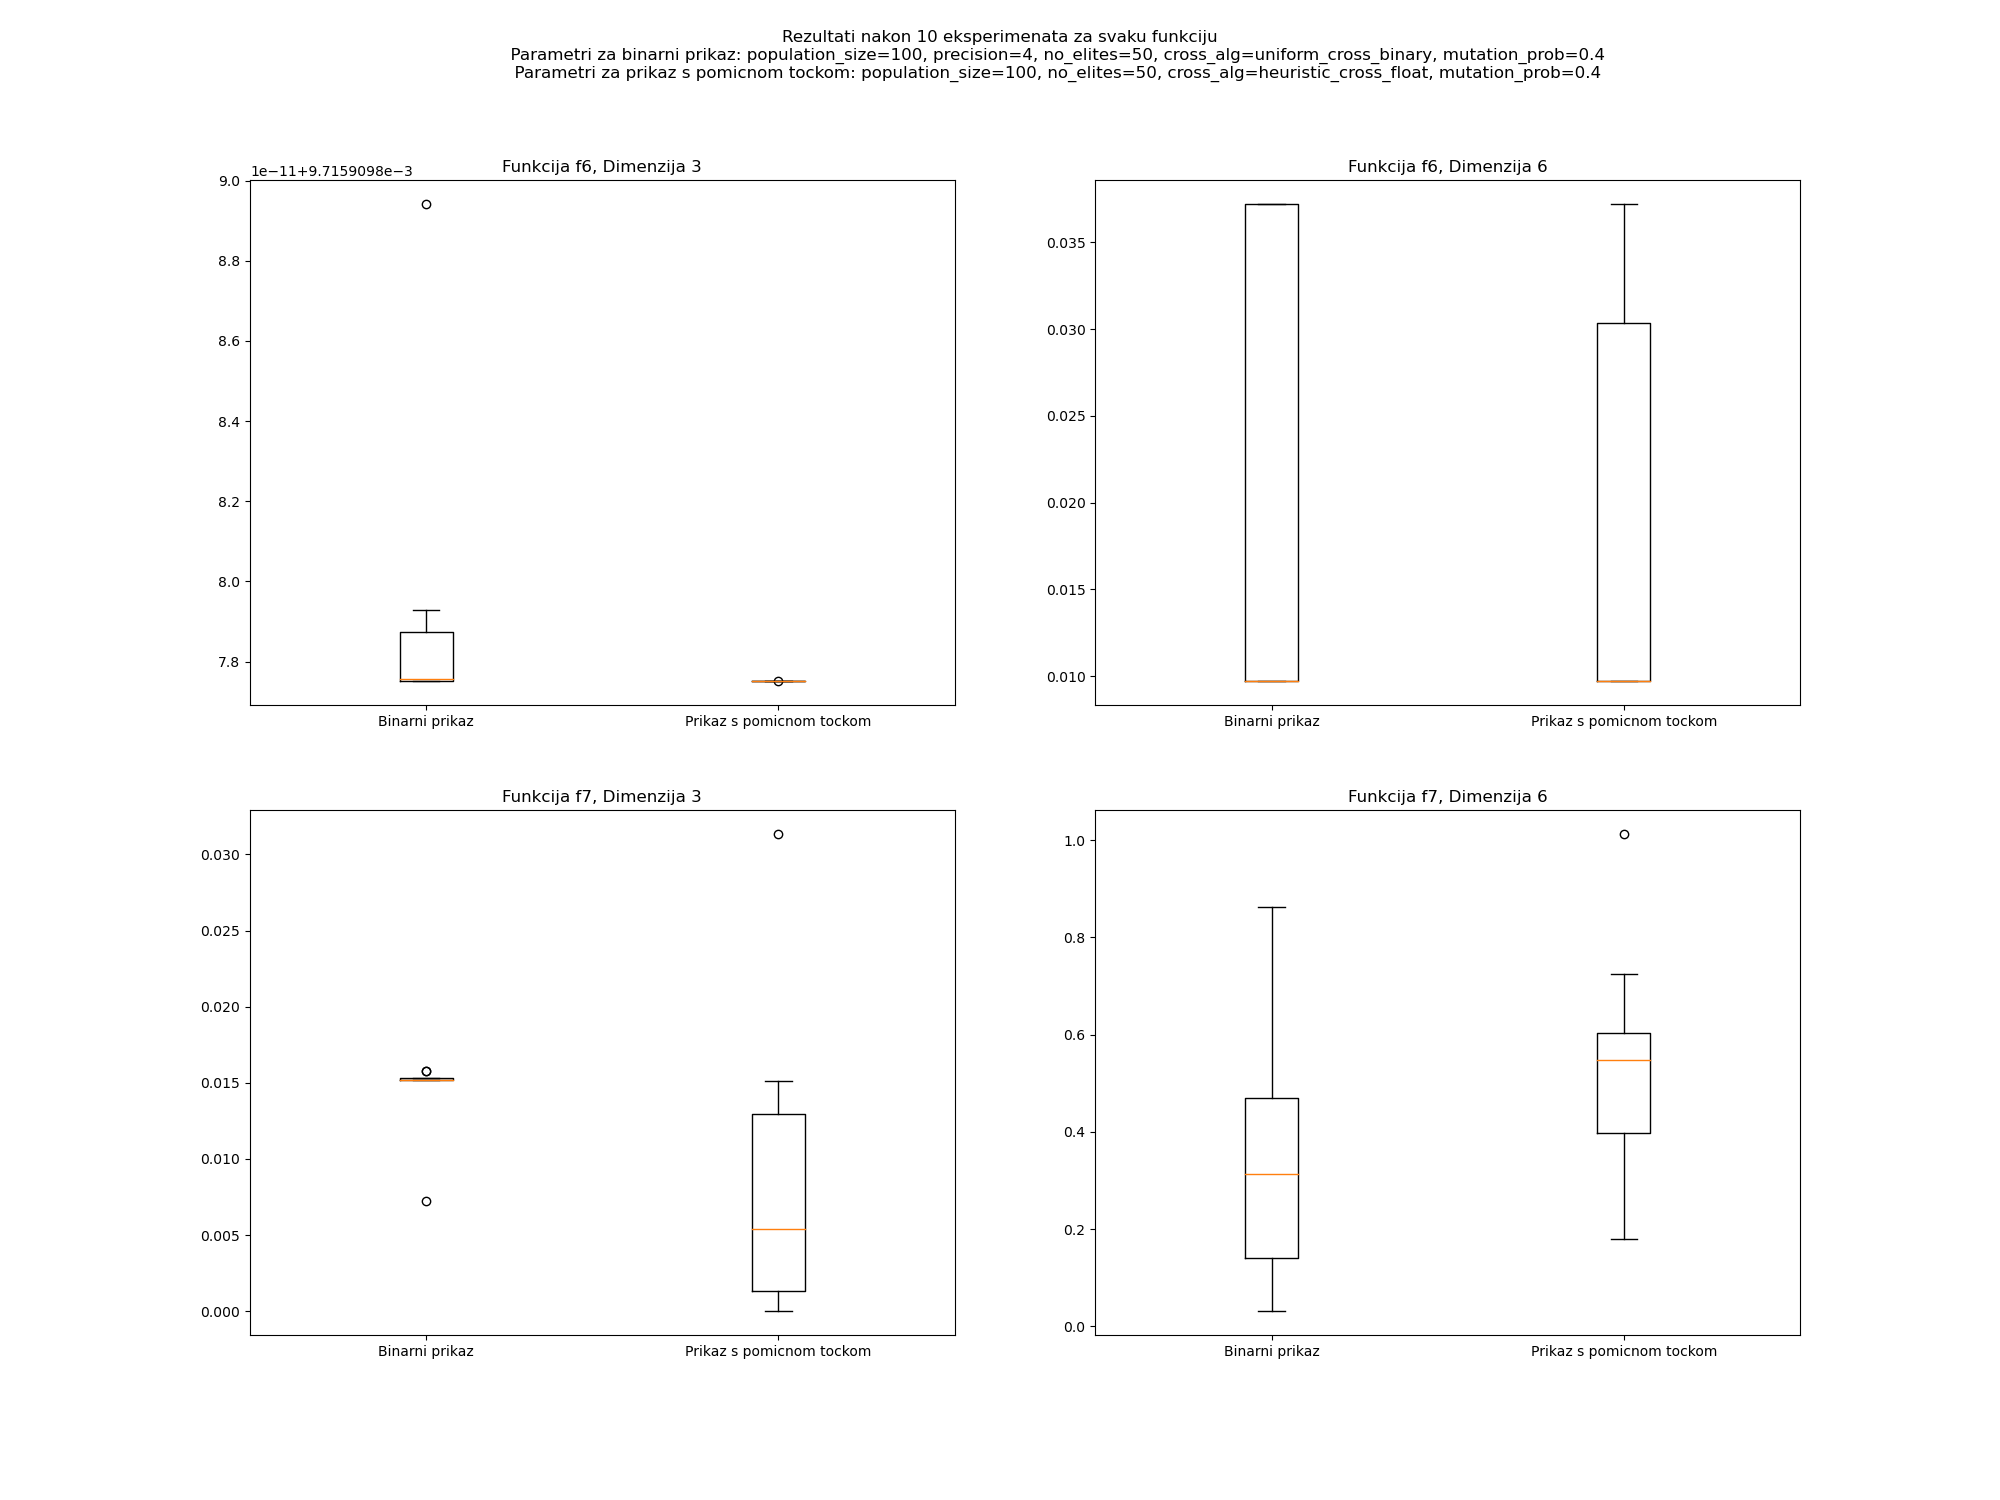 Rezultati nakon 10 eksperimenata za svaku funkciju
Parametri za binarni prikaz: population_size=100, precision=4, no_elites=50, cross_alg=uniform_cross_binary, mutation_prob=0.4
Parametri za prikaz s pomicnom tockom: population_size=100, no_elites=50, cross_alg=heuristic_cross_float, mutation_prob=0.4
Funkcija f6, Dimenzija 3
1e−11+9.7159098e−3
9.0
8.8
8.6
8.4
8.2
8.0
7.8
Binarni prikaz
Prikaz s pomicnom tockom
Funkcija f6, Dimenzija 6
0.035
0.030
0.025
0.020
0.015
0.010
Binarni prikaz
Prikaz s pomicnom tockom
Funkcija f7, Dimenzija 3
0.030
0.025
0.020
0.015
0.010
0.005
0.000
Binarni prikaz
Prikaz s pomicnom tockom
Funkcija f7, Dimenzija 6
1.0
0.8
0.6
0.4
0.2
0.0
Binarni prikaz
Prikaz s pomicnom tockom